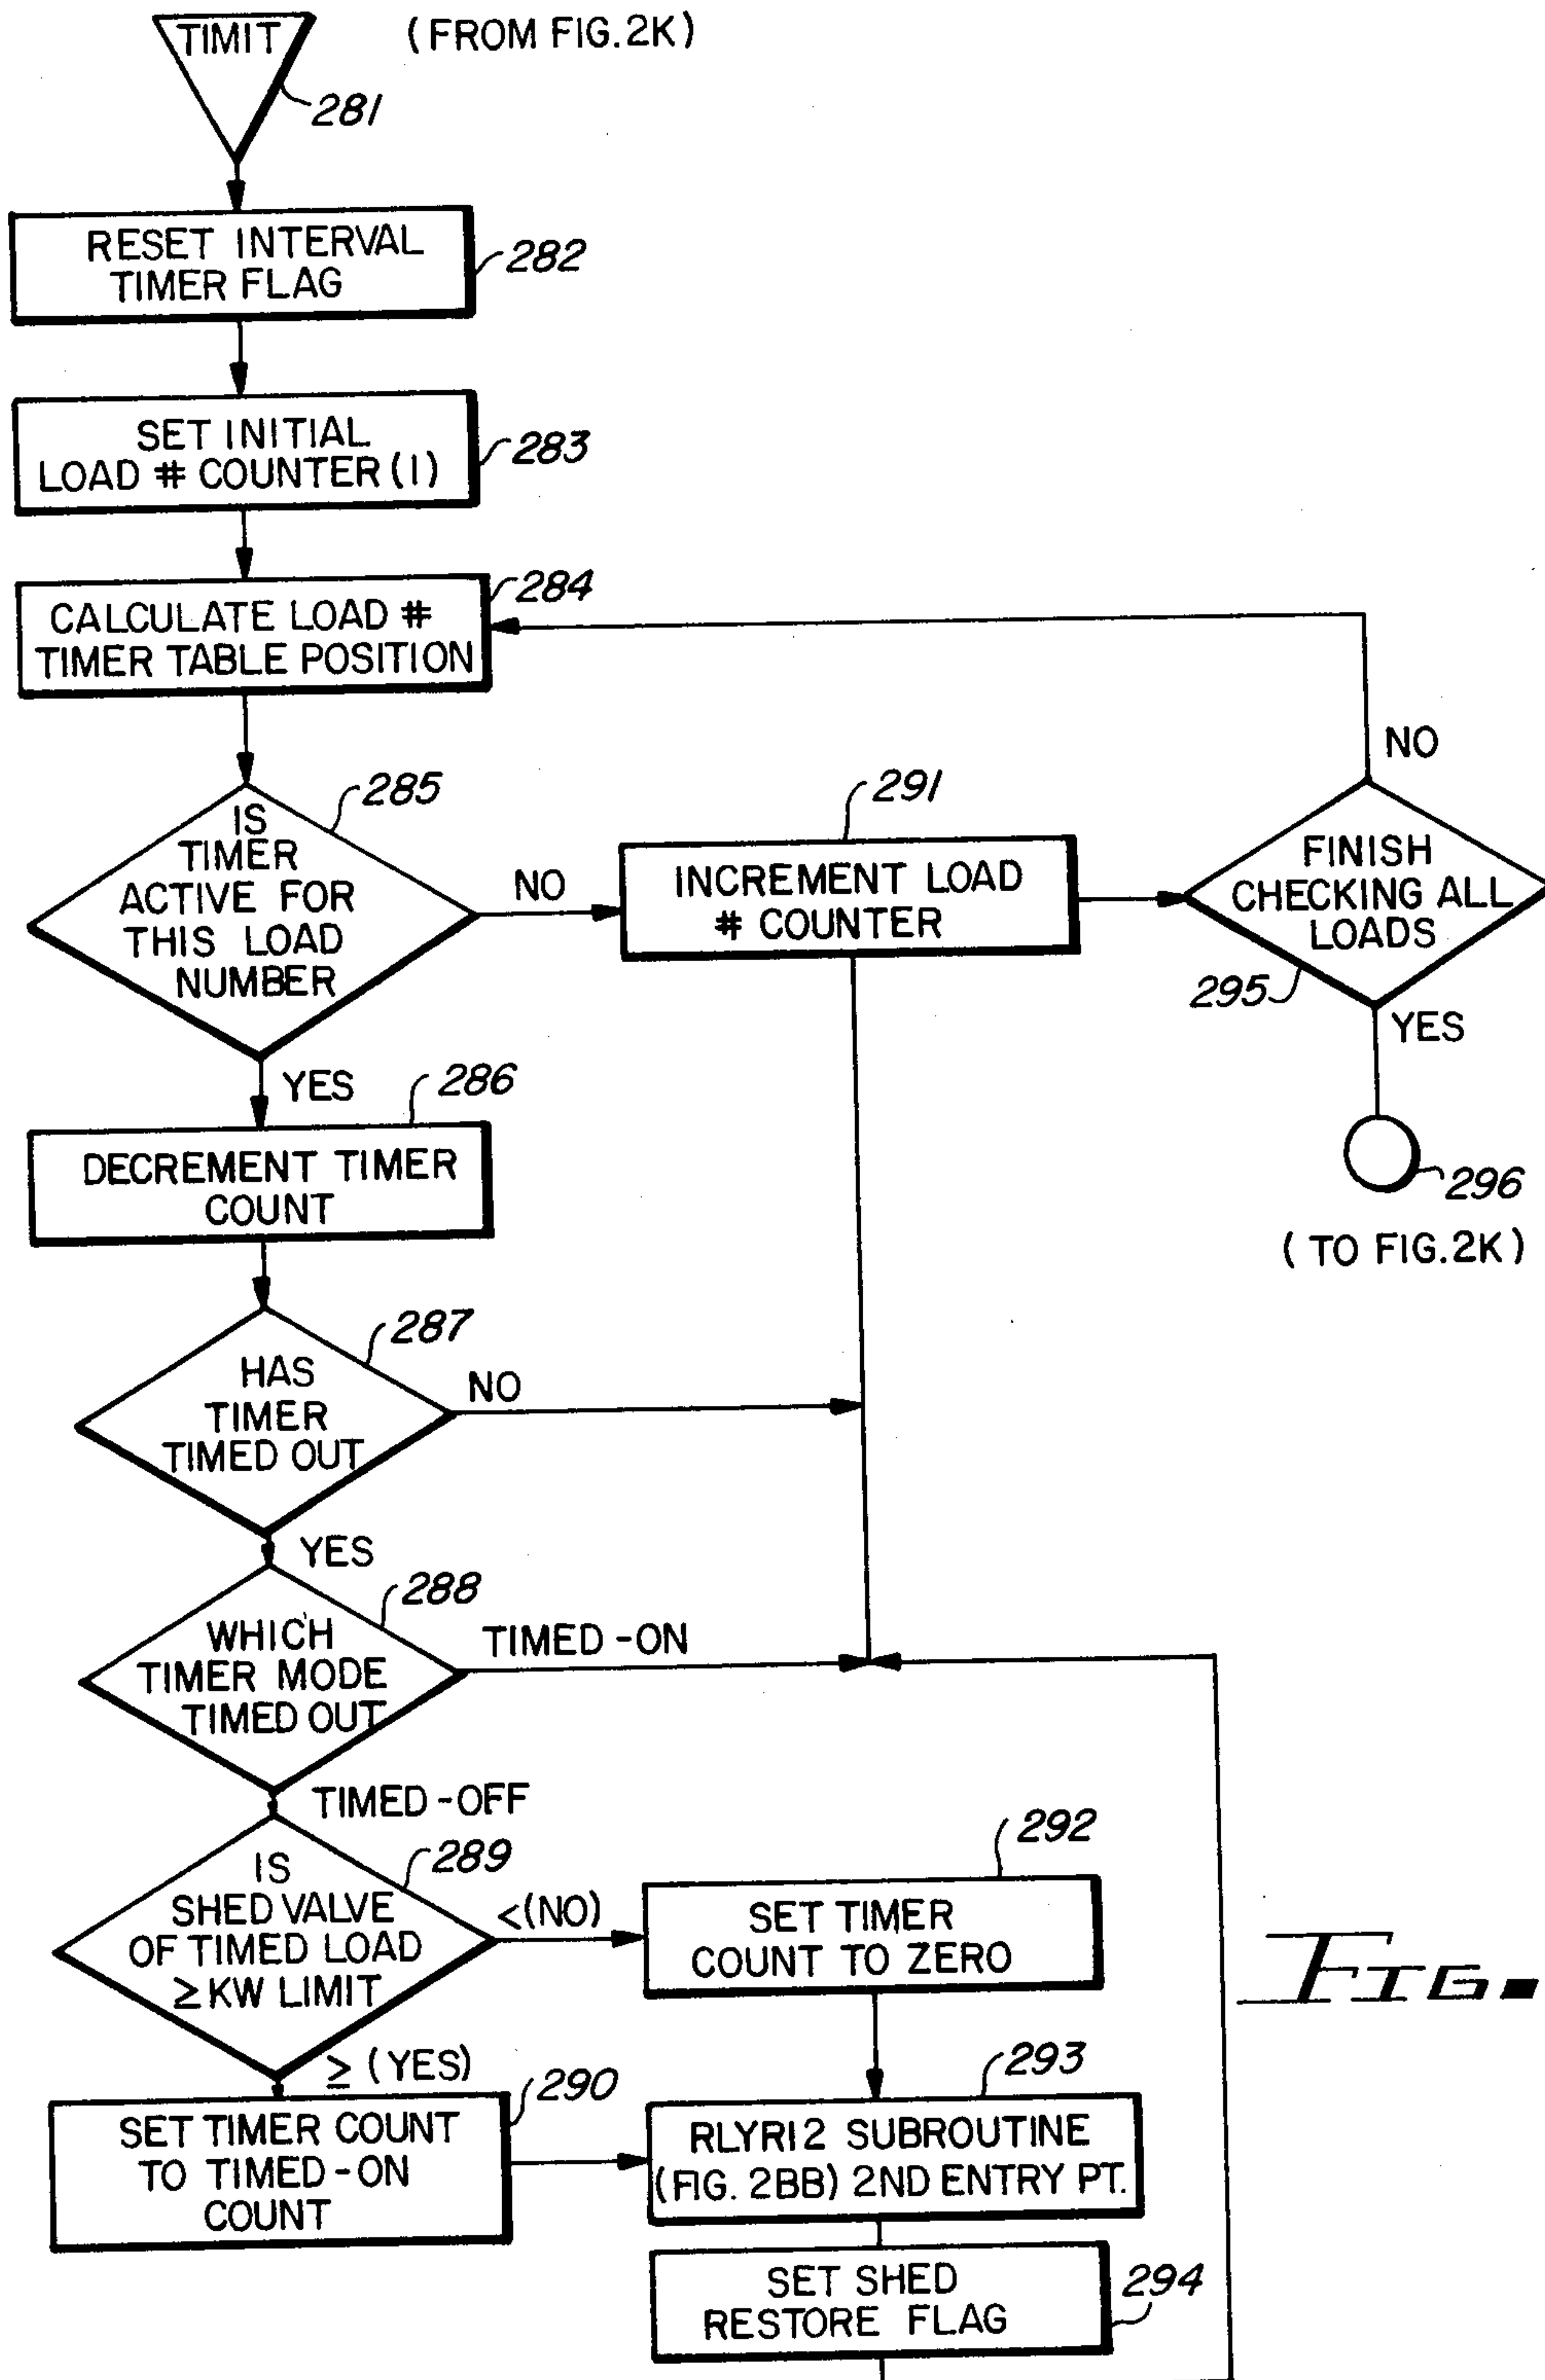 TIMIT
(FROM FIG.2K)
281
RESET INTERVAL
TIMER FLAG
282
SET INITIAL
LOAD # COUNTER (1)
283
284
CALCULATE LOAD #
TIMER TABLE POSITION
NO
285
IS
TIMER
ACTIVE FOR
THIS LOAD
NUMBER
NO
291
INCREMENT LOAD
# COUNTER
FINISH
CHECKING ALL
LOADS
295
YES
YES
286
296
DECREMENT TIMER
COUNT
(TO FIG.2K)
287
HAS
TIMER
TIMED OUT
NO
YES
288
WHICH
TIMER MODE
TIMED OUT
TIMED-ON
TIMED-OFF
289
IS
SHED VALVE
OF TIMED LOAD
≥ KW LIMIT
<(NO)
292
SET TIMER
COUNT TO ZERO
FIG.
≥ (YES)
290
SET TIMER COUNT
TO TIMED-ON
COUNT
293
RLYR12 SUBROUTINE
(FIG. 2BB) 2ND ENTRY PT.
SET SHED
RESTORE FLAG
294